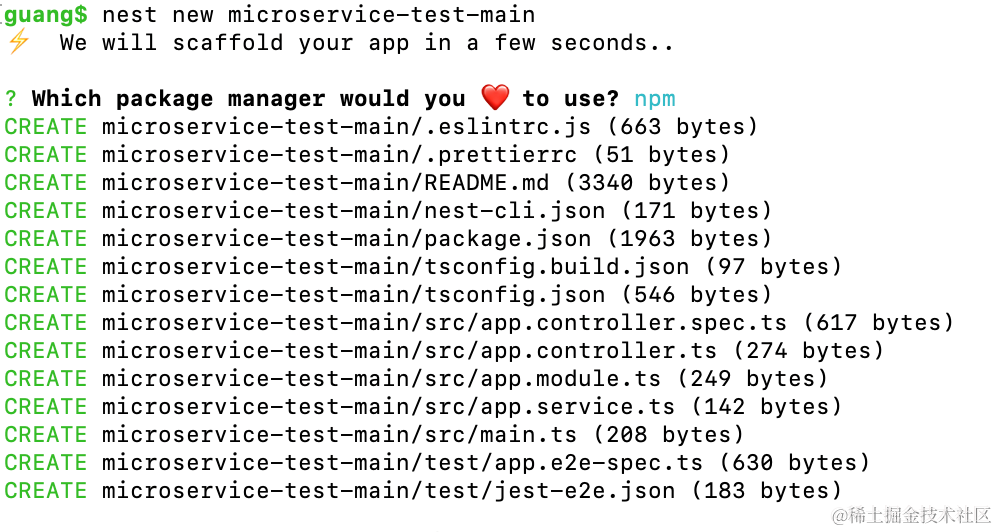 guang$ nest new microservice-test-main
⚡ We will scaffold your app in a few seconds..
? Which package manager would you ❤️ to use? npm
CREATE microservice-test-main/.eslintrc.js (663 bytes)
CREATE microservice-test-main/.prettierrc (51 bytes)
CREATE microservice-test-main/README.md (3340 bytes)
CREATE microservice-test-main/nest-cli.json (171 bytes)
CREATE microservice-test-main/package.json (1963 bytes)
CREATE microservice-test-main/tsconfig.build.json (97 bytes)
CREATE microservice-test-main/tsconfig.json (546 bytes)
CREATE microservice-test-main/src/app.controller.spec.ts (617 bytes)
CREATE microservice-test-main/src/app.controller.ts (274 bytes)
CREATE microservice-test-main/src/app.module.ts (249 bytes)
CREATE microservice-test-main/src/app.service.ts (142 bytes)
CREATE microservice-test-main/src/main.ts (208 bytes)
CREATE microservice-test-main/test/app.e2e-spec.ts (630 bytes)
CREATE microservice-test-main/test/jest-e2e.json (183 bytes)
@稀土掘金技术社区